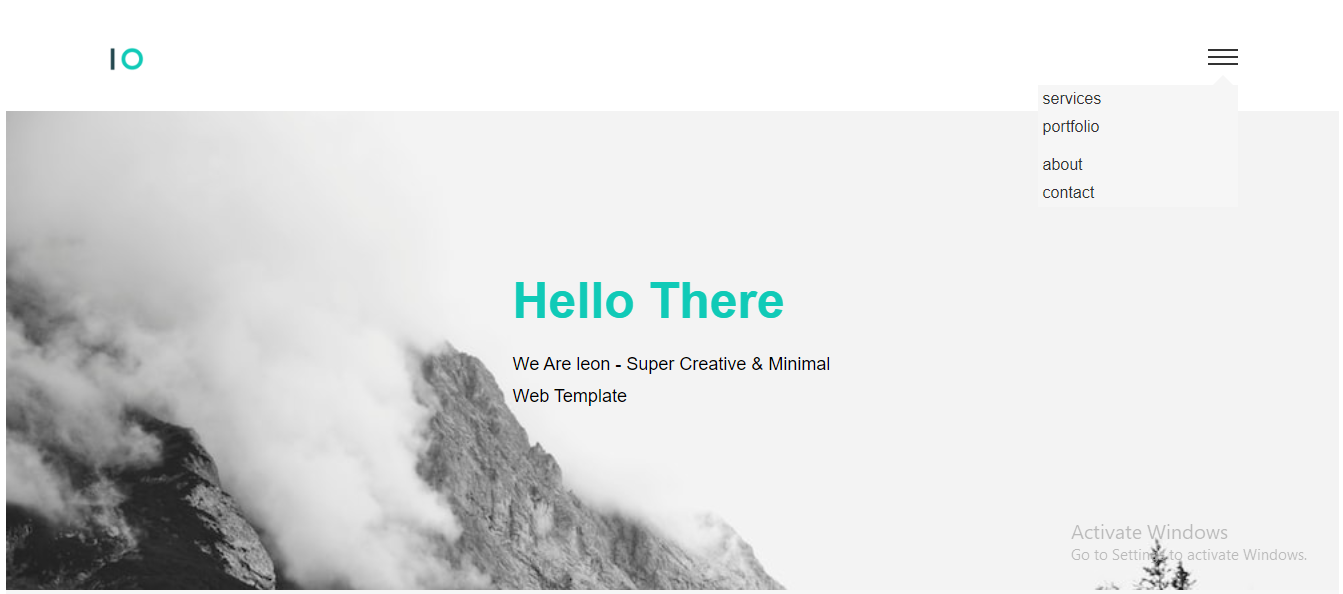 IO
services
portfolio
about
contact
Hello There
We Are leon - Super Creative & Minimal
Web Template
Activate Windows
Go to Settings to activate Windows.